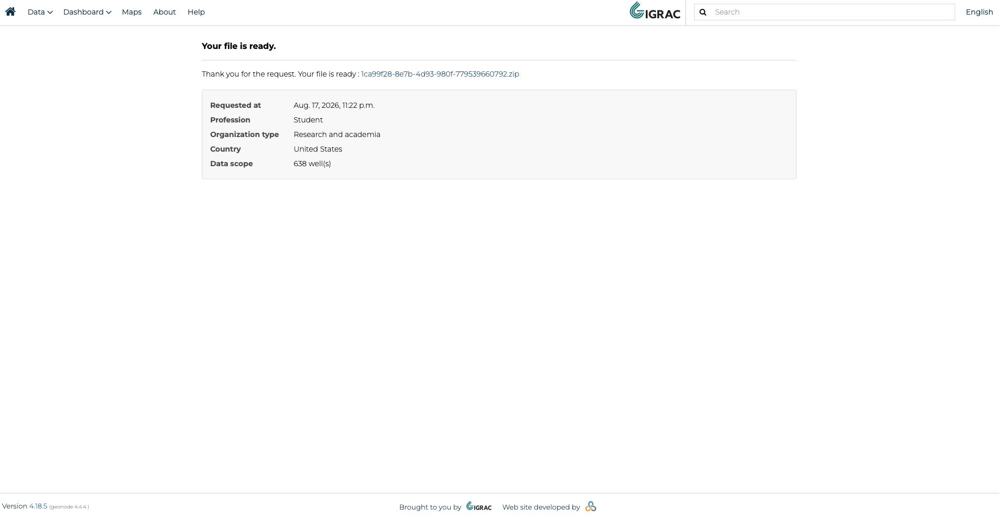 Data Dashboard Maps About Help IGRAC Search English
Your file is ready.
Thank you for the request. Your file is ready : 1ca99f28-8e7b-4d93-980f-779539660792.zip
Requested at Aug. 17, 2026, 11:22 p.m.
Profession Student
Organization type Research and academia
Country United States
Data scope 638 well(s)
Version 4.18.5 (geonode 4.4.4 ) Brought to you by IGRAC Web site developed by